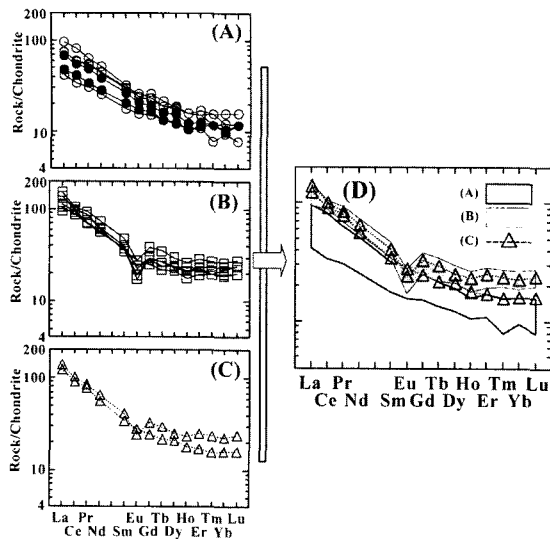 Rock/Chondrite
200
100
10
4
(A)
Rock/Chondrite
200
100
10
4
(B)
Rock/Chondrite
200
100
10
4
(C)
La Pr Eu Tb Ho Tm Lu
Ce Nd Sm Gd Dy Er Yb
(D)
(A)
(B)
(C)
La Pr Eu Tb Ho Tm Lu
Ce Nd Sm Gd Dy Er Yb